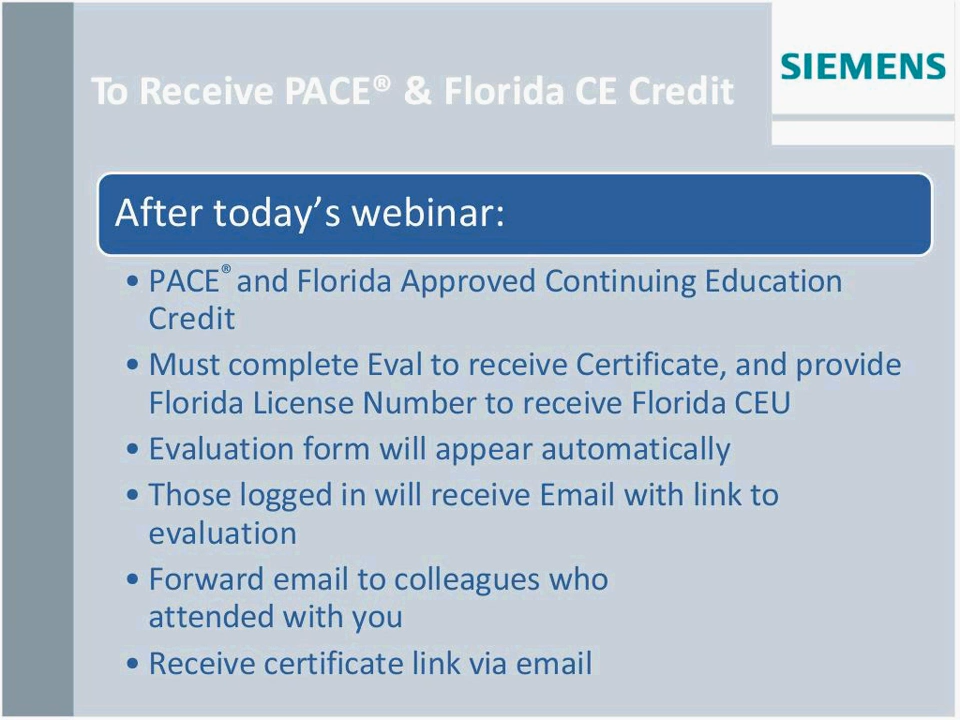 To Receive PACE® & Florida CE Credit
SIEMENS
After today’s webinar:
• PACE® and Florida Approved Continuing Education
Credit
• Must complete Eval to receive Certificate, and provide
Florida License Number to receive Florida CEU
• Evaluation form will appear automatically
• Those logged in will receive Email with link to
evaluation
• Forward email to colleagues who
attended with you
• Receive certificate link via email